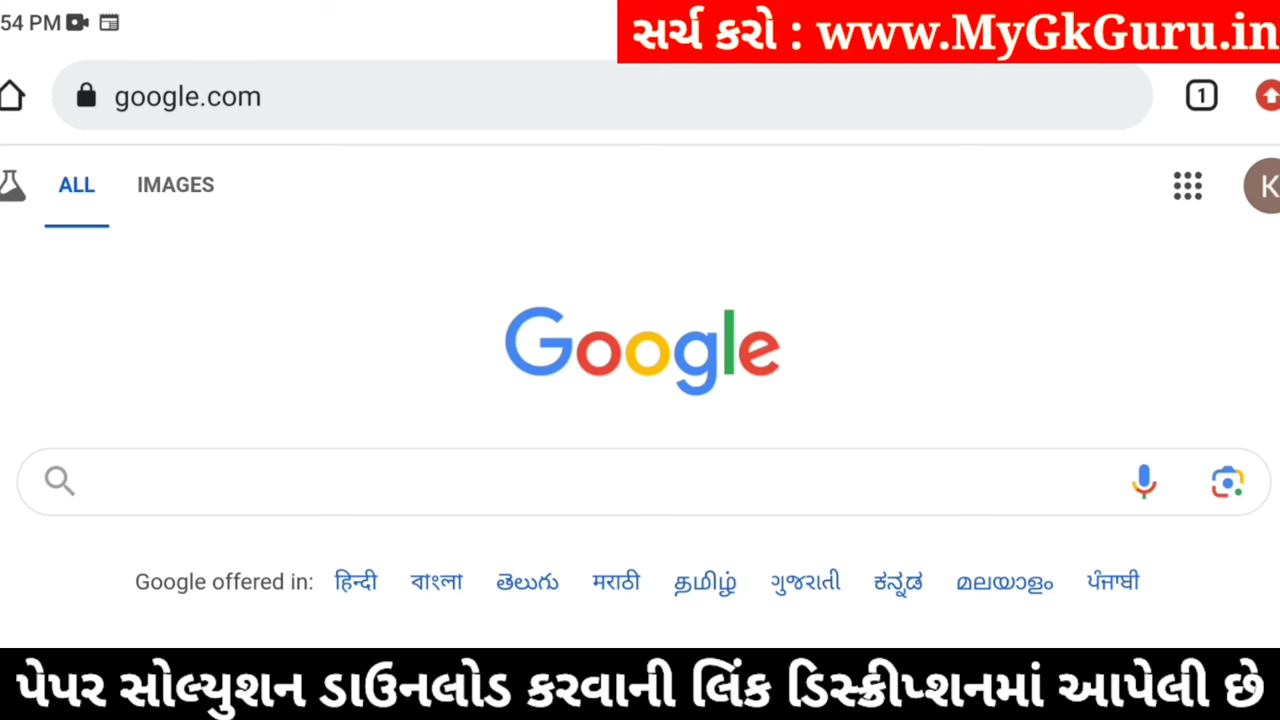 54 PM
સર્ચ કરો : www.MyGkGuru.in
google.com
1
ALL IMAGES
K
Google
Google offered in: हिन्दी বাংলা తెలుగు मराठी தமிழ் ગુજરાતી ಕನ್ನಡ മലയാളം ਪੰਜਾਬੀ
પેપર સોલ્યુશન ડાઉનલોડ કરવાની લિંક ડિસ્ક્રીપ્શનમાં આપેલી છે